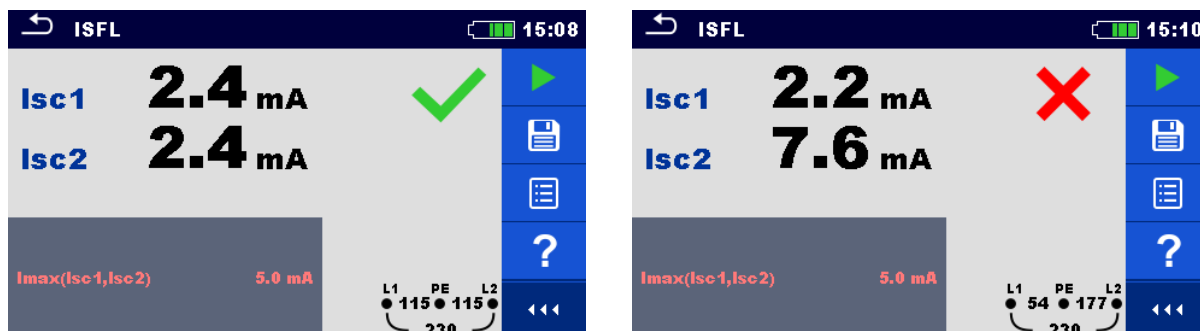 ISFL 15:08
Isc1 2.4 mA
Isc2 2.4 mA
?
Imax(Isc1,Isc2) 5.0 mA
L1 PE L2
115 115
230
ISFL 15:10
Isc1 2.2 mA
Isc2 7.6 mA
?
Imax(Isc1,Isc2) 5.0 mA
L1 PE L2
54 177
230